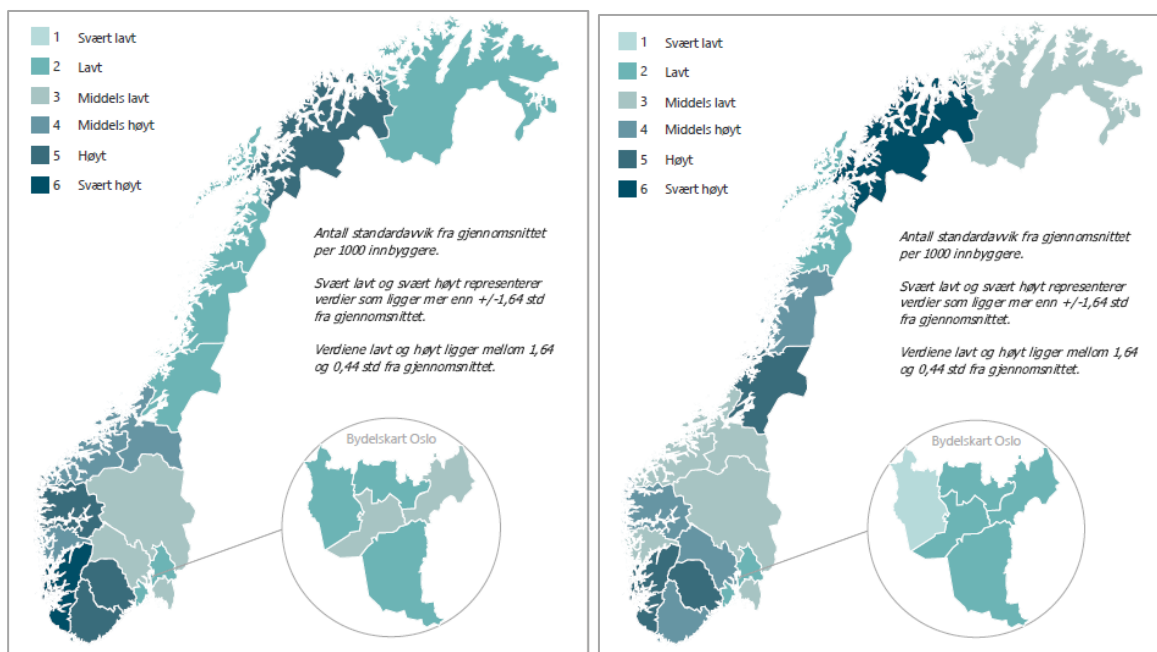 1 Svært lavt
2 Lavt
3 Middels lavt
4 Middels høyt
5 Høyt
6 Svært høyt
Antall standardavvik fra gjennomsnittet
per 1000 innbyggere.
Svært lavt og svært høyt representerer
verdier som ligger mer enn +/-1,64 std
fra gjennomsnittet.
Verdiene lavt og høyt ligger mellom 1,64
og 0,44 std fra gjennomsnittet.
Bydelskart Oslo
1 Svært lavt
2 Lavt
3 Middels lavt
4 Middels høyt
5 Høyt
6 Svært høyt
Antall standardavvik fra gjennomsnittet
per 1000 innbyggere.
Svært lavt og svært høyt representerer
verdier som ligger mer enn +/-1,64 std
fra gjennomsnittet.
Verdiene lavt og høyt ligger mellom 1,64
og 0,44 std fra gjennomsnittet.
Bydelskart Oslo